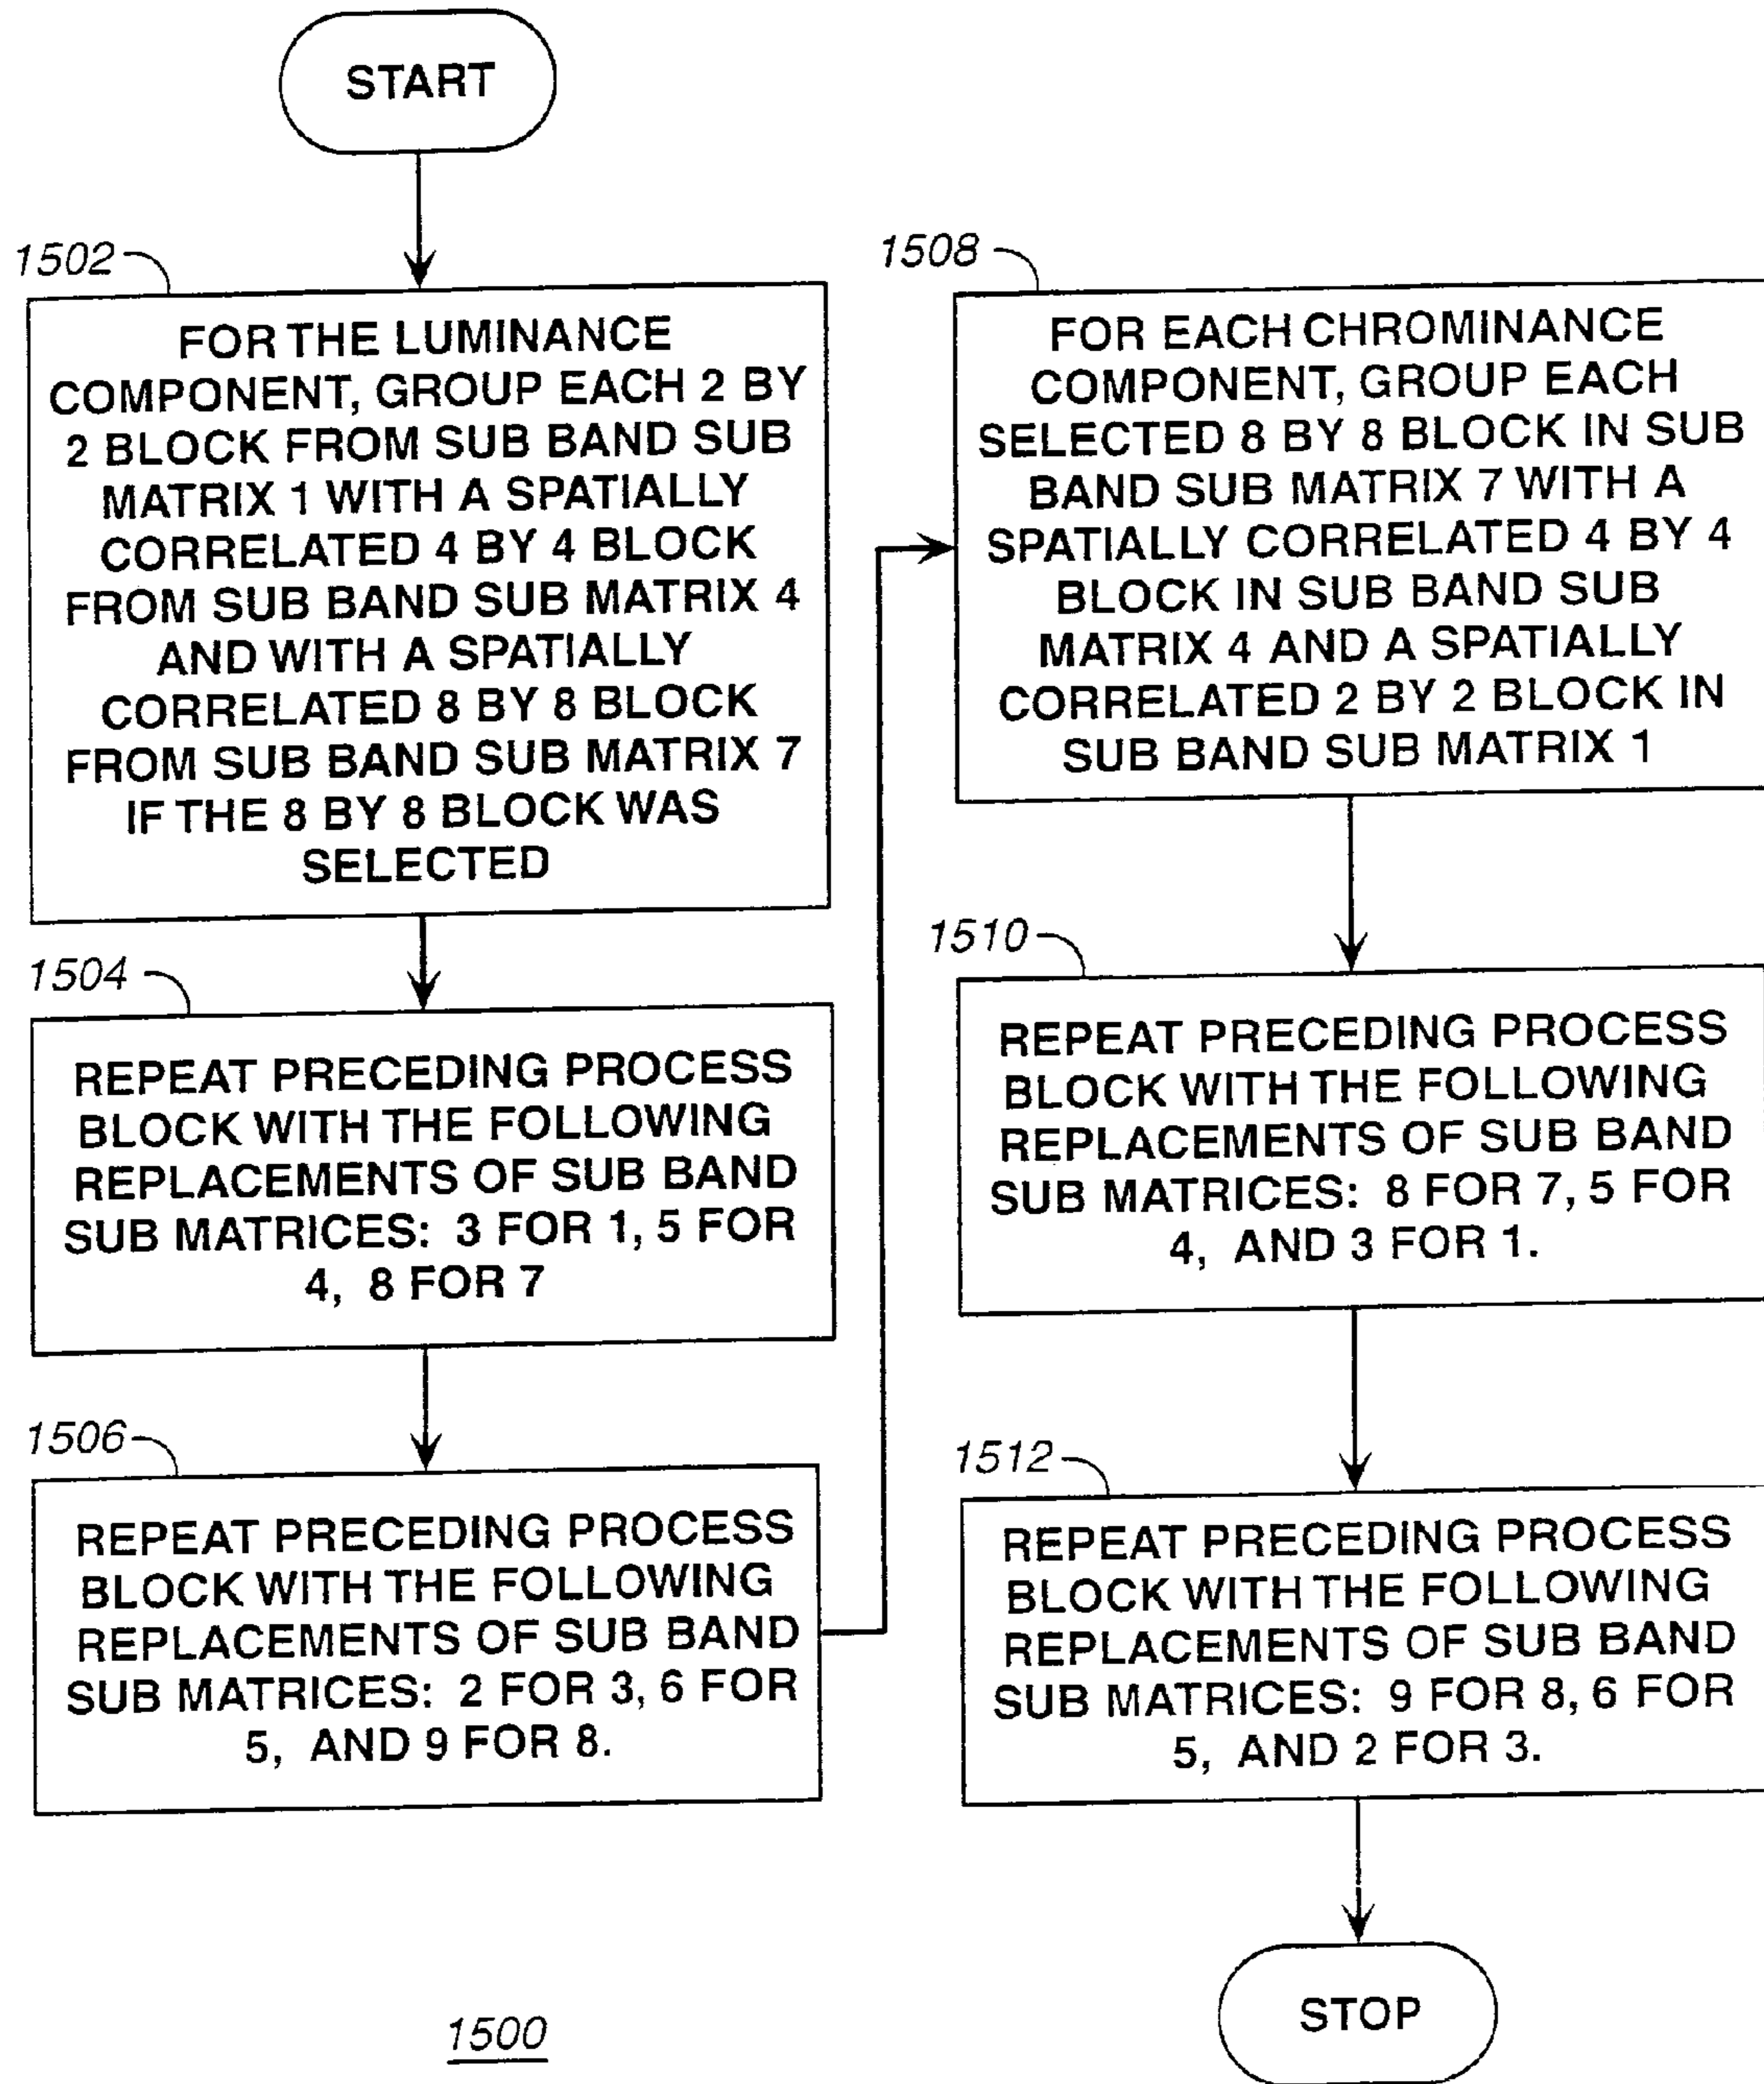 START
1502
FOR THE LUMINANCE
COMPONENT, GROUP EACH 2 BY
2 BLOCK FROM SUB BAND SUB
MATRIX 1 WITH A SPATIALLY
CORRELATED 4 BY 4 BLOCK
FROM SUB BAND SUB MATRIX 4
AND WITH A SPATIALLY
CORRELATED 8 BY 8 BLOCK
FROM SUB BAND SUB MATRIX 7
IF THE 8 BY 8 BLOCK WAS
SELECTED
1504
REPEAT PRECEDING PROCESS
BLOCK WITH THE FOLLOWING
REPLACEMENTS OF SUB BAND
SUB MATRICES: 3 FOR 1, 5 FOR
4, 8 FOR 7
1506
REPEAT PRECEDING PROCESS
BLOCK WITH THE FOLLOWING
REPLACEMENTS OF SUB BAND
SUB MATRICES: 2 FOR 3, 6 FOR
5, AND 9 FOR 8.
1508
FOR EACH CHROMINANCE
COMPONENT, GROUP EACH
SELECTED 8 BY 8 BLOCK IN SUB
BAND SUB MATRIX 7 WITH A
SPATIALLY CORRELATED 4 BY 4
BLOCK IN SUB BAND SUB
MATRIX 4 AND A SPATIALLY
CORRELATED 2 BY 2 BLOCK IN
SUB BAND SUB MATRIX 1
1510
REPEAT PRECEDING PROCESS
BLOCK WITH THE FOLLOWING
REPLACEMENTS OF SUB BAND
SUB MATRICES: 8 FOR 7, 5 FOR
4, AND 3 FOR 1.
1512
REPEAT PRECEDING PROCESS
BLOCK WITH THE FOLLOWING
REPLACEMENTS OF SUB BAND
SUB MATRICES: 9 FOR 8, 6 FOR
5, AND 2 FOR 3.
STOP
1500